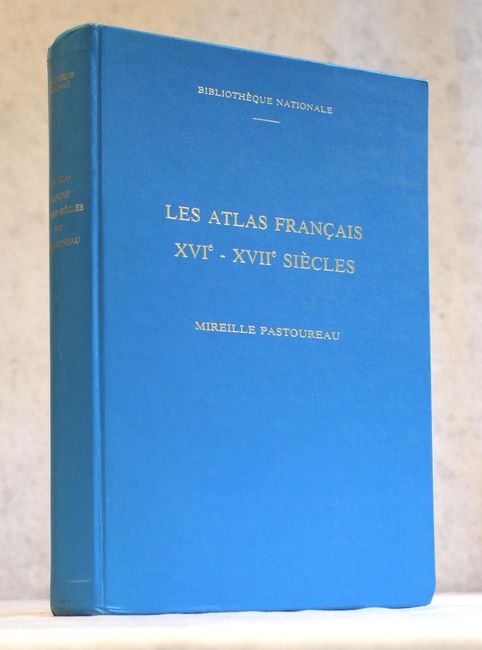 BIBLIOTHÈQUE NATIONALE
LES ATLAS FRANÇAIS
XVIe - XVIIe SIÈCLES
MIREILLE PASTOUREAU